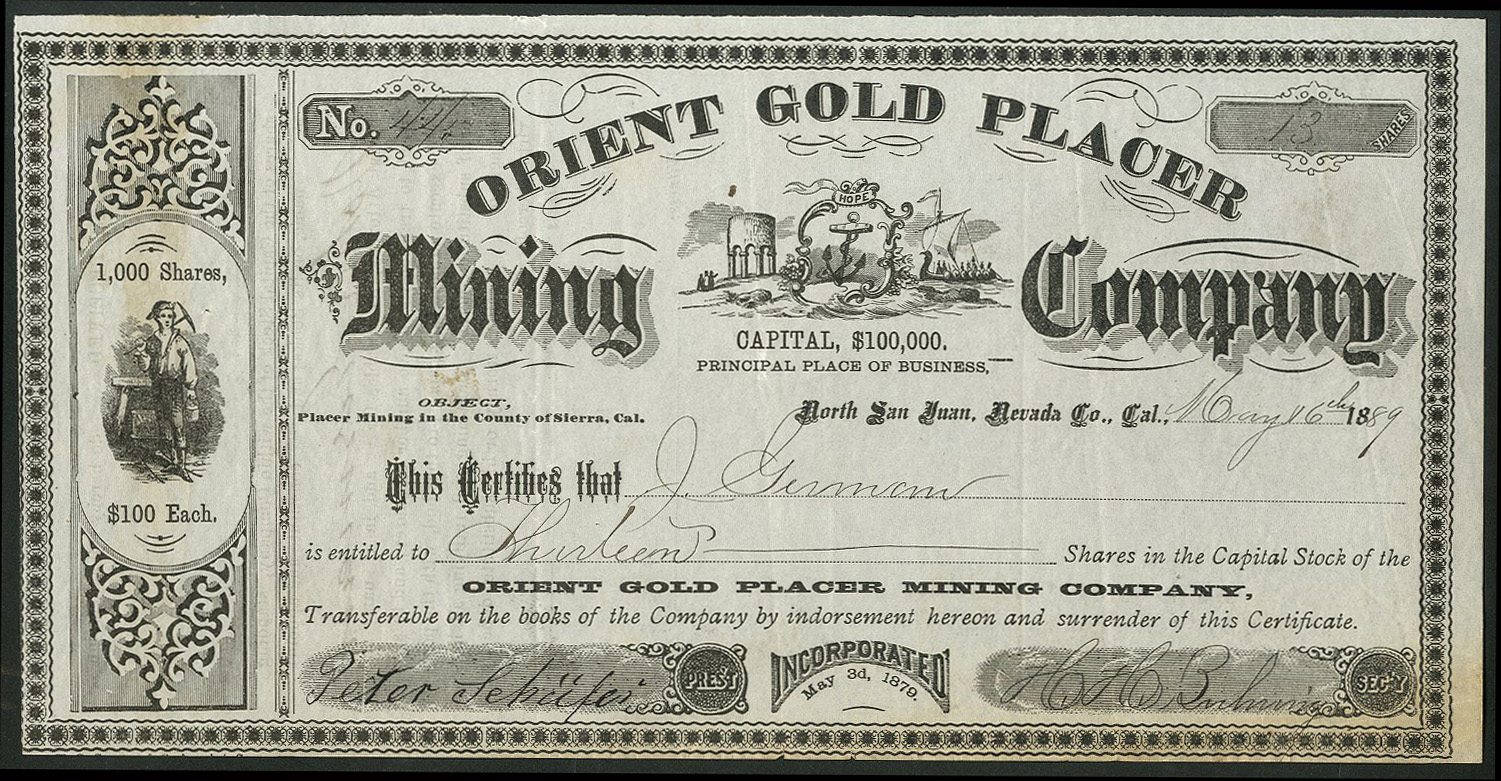 No. 44.
ORIENT GOLD PLACER
13 SHARES
HOPE
Mining Company
CAPITAL, $100,000.
PRINCIPAL PLACE OF BUSINESS,
1,000 Shares,
$100 Each.
OBJECT,
Placer Mining in the County of Sierra, Cal.
North San Juan, Nevada Co., Cal., May 16th 1889
This Certifies that J. German
is entitled to Thirteen Shares in the Capital Stock of the
ORIENT GOLD PLACER MINING COMPANY,
Transferable on the books of the Company by indorsement hereon and surrender of this Certificate.
Peter Schäfer PREST
INCORPORATED
May 3d, 1879.
H. H. SEC'Y